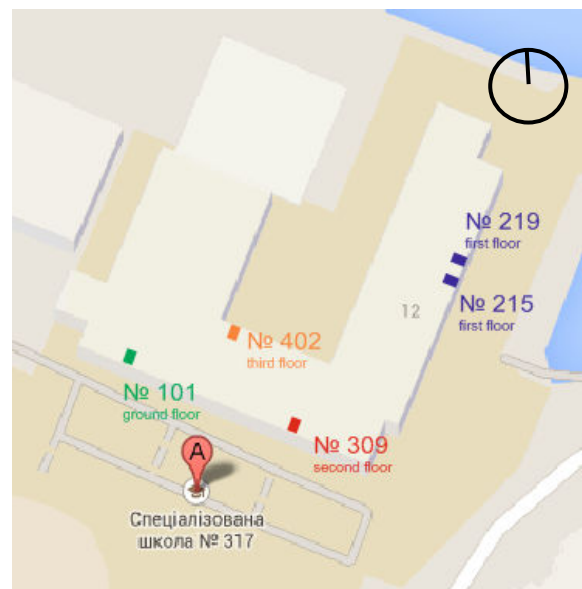 № 219
first floor
№ 215
first floor
12
№ 402
third floor
№ 101
ground floor
№ 309
second floor
A
Спеціалізована
школа № 317